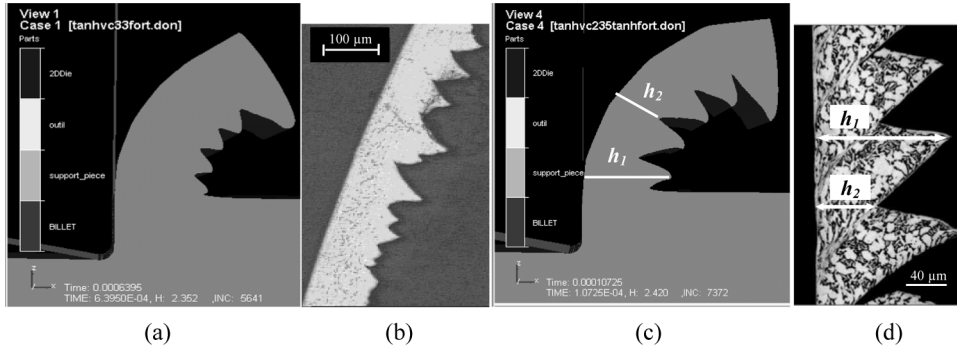 View 1
Case 1 [tanhvc33fort.don]
Parts
2DDie
outil
support_piece
BILLET
z
x
Time: 0.0006395
TIME: 6.3950E-04, H: 2.352 ,INC: 5641
(a)
100 µm
(b)
View 4
Case 4 [tanhvc235tanhfort.don]
Parts
2DDie
outil
support_piece
BILLET
h2
h1
z
x
Time: 0.00010725
TIME: 1.0725E-04, H: 2.420 ,INC: 7372
(c)
h1
h2
40 µm
(d)